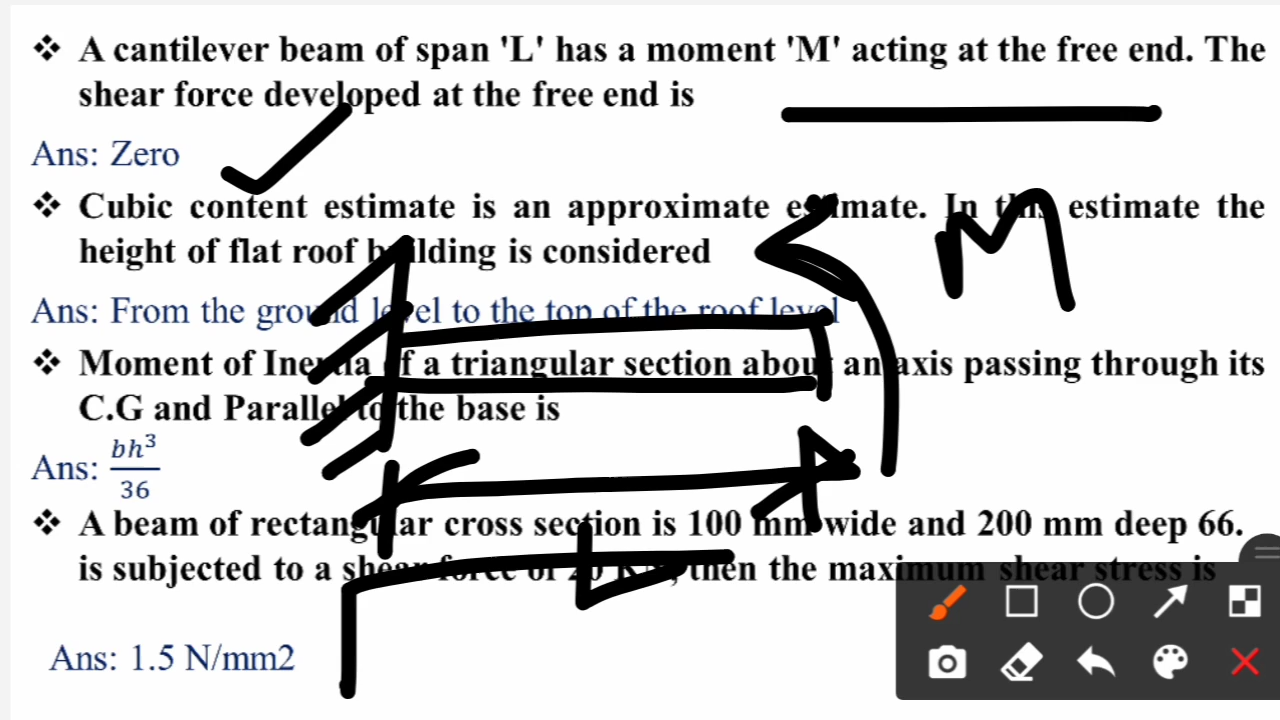 ❖ A cantilever beam of span 'L' has a moment 'M' acting at the free end. The
shear force developed at the free end is
Ans: Zero
❖ Cubic content estimate is an approximate estimate. In this estimate the
height of flat roof building is considered
Ans: From the ground level to the top of the roof level
M
❖ Moment of Inertia of a triangular section about an axis passing through its
C.G and Parallel to the base is
Ans: bh³/36
❖ A beam of rectangular cross section is 100 mm wide and 200 mm deep 66.
is subjected to a shear force of 20 KN, then the maximum shear stress is
L
Ans: 1.5 N/mm2